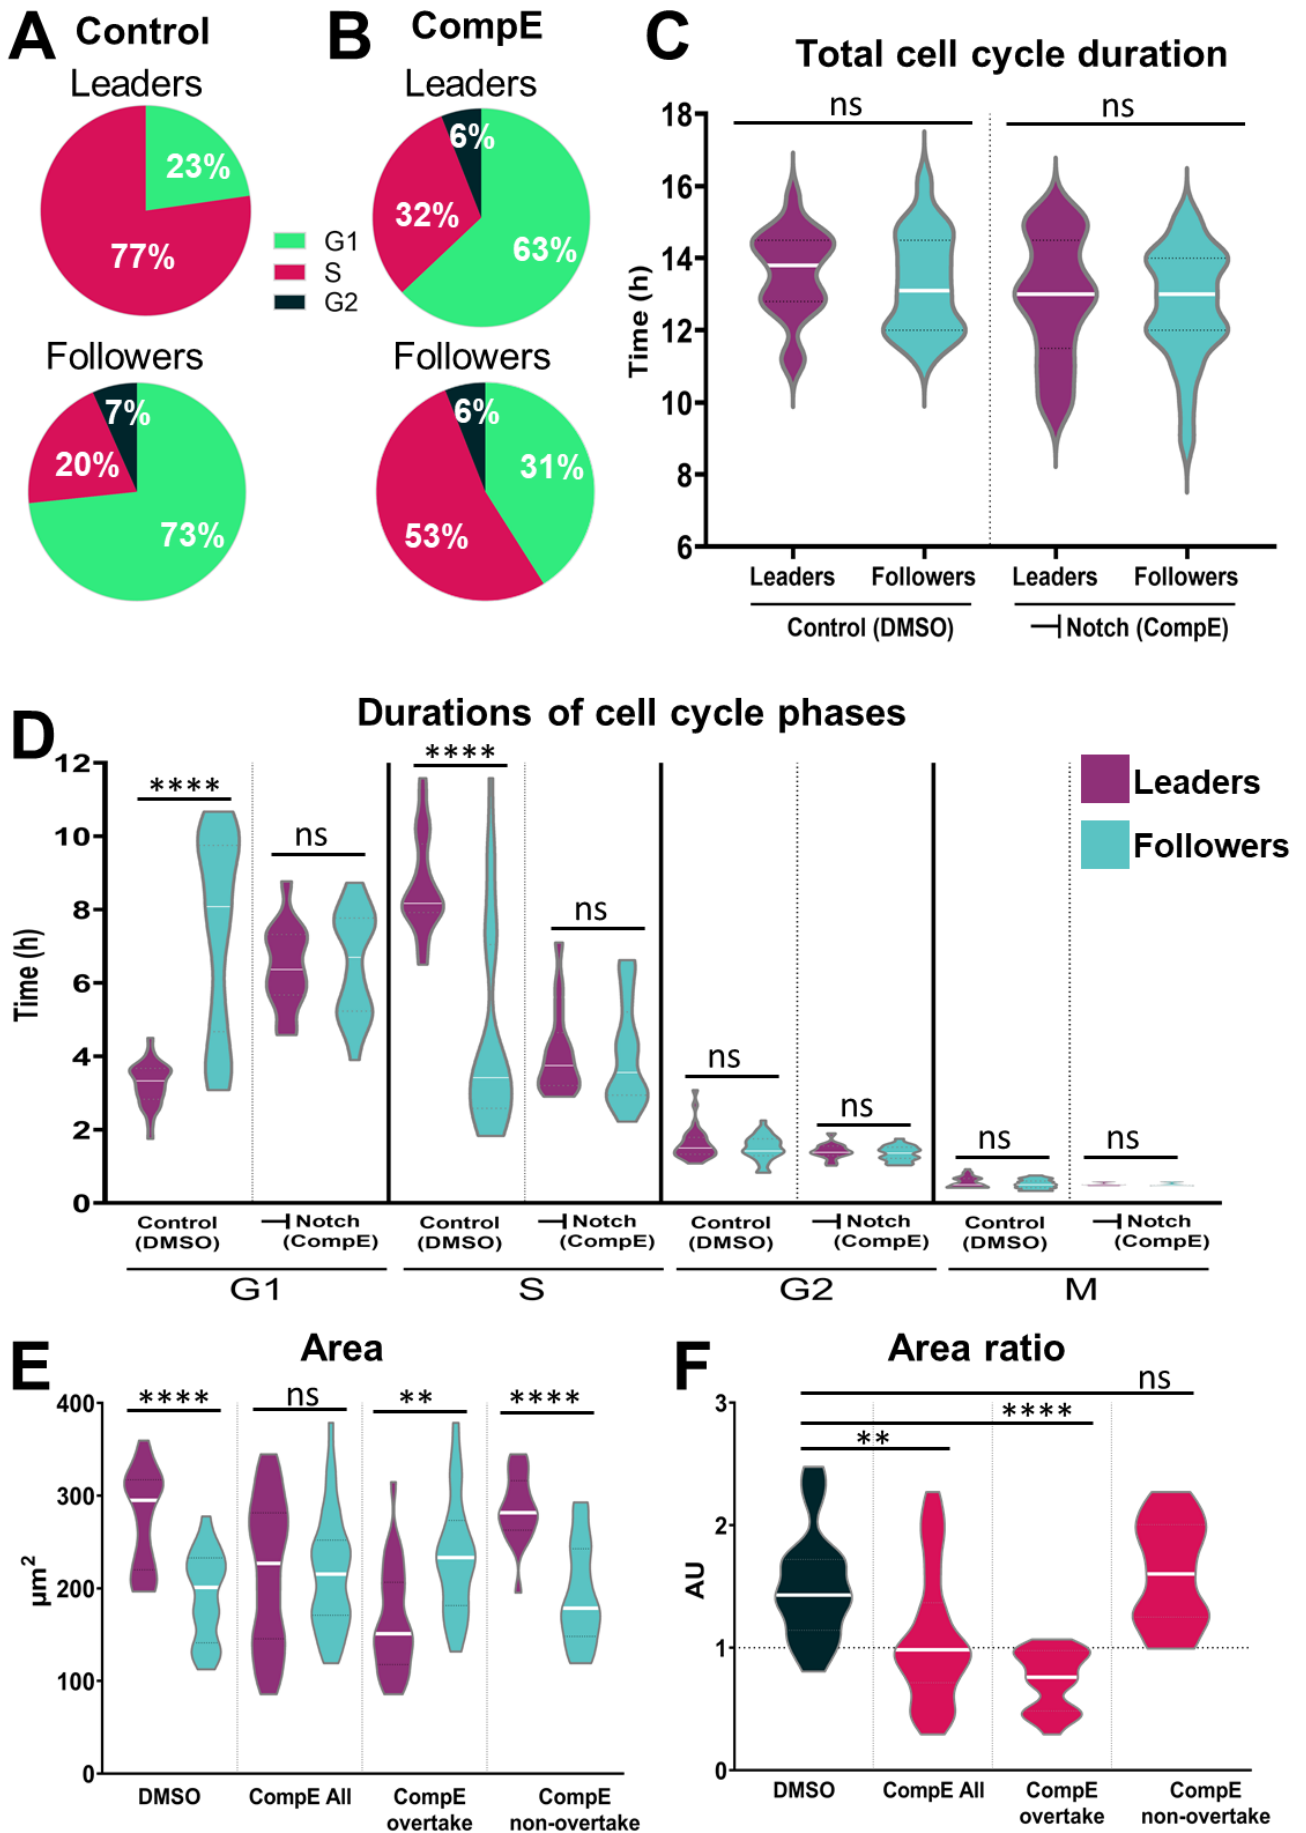 A Control
Leaders
23%
77%
G1
S
G2
Followers
7%
20%
73%
B CompE
Leaders
6%
32%
63%
Followers
6%
31%
53%
C Total cell cycle duration
ns ns
18
16
14
12
10
8
6
Time (h)
Leaders Followers Leaders Followers
Control (DMSO) ⊣Notch (CompE)
D Durations of cell cycle phases
**** ns **** ns ns ns ns ns
12
10
8
6
4
2
0
Time (h)
Leaders
Followers
Control ⊣Notch Control ⊣Notch Control ⊣Notch Control ⊣Notch
(DMSO) (CompE) (DMSO) (CompE) (DMSO) (CompE) (DMSO) (CompE)
G1 S G2 M
E Area
**** ns ** ****
400
300
200
100
0
µm²
DMSO CompE All CompE CompE
overtake non-overtake
F Area ratio
ns
****
**
3
2
1
0
AU
DMSO CompE All CompE CompE
overtake non-overtake